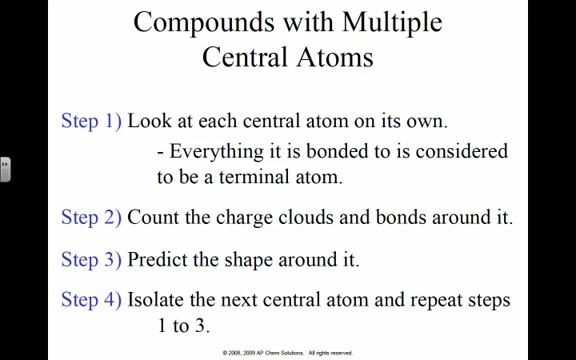 Compounds with Multiple
Central Atoms
Step 1) Look at each central atom on its own.
- Everything it is bonded to is considered
to be a terminal atom.
Step 2) Count the charge clouds and bonds around it.
Step 3) Predict the shape around it.
Step 4) Isolate the next central atom and repeat steps
1 to 3.
© 2008, 2009 AP Chem Solutions. All rights reserved.